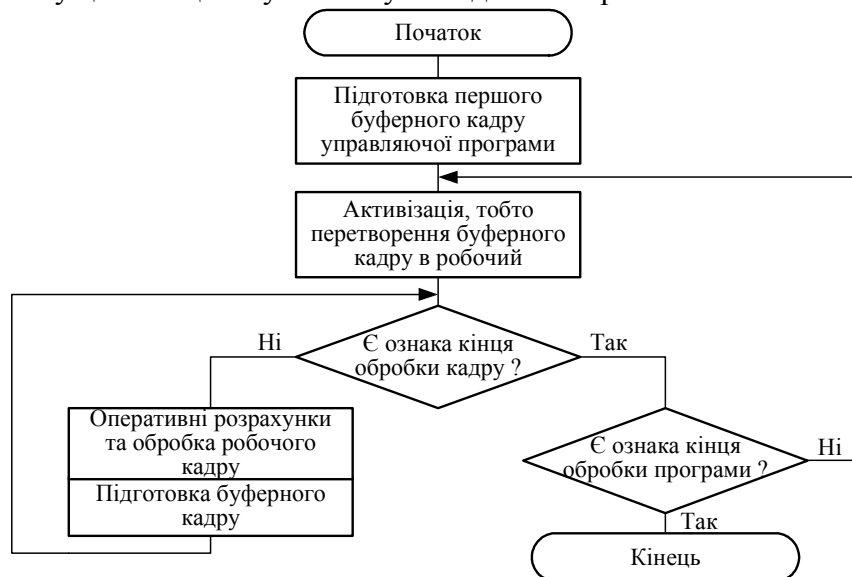 Початок
Підготовка першого
буферного кадру
управляючої програми
Активізація, тобто
перетворення буферного
кадру в робочий
Ні
Є ознака кінця
обробки кадру ?
Так
Оперативні розрахунки
та обробка робочого
кадру
Підготовка буферного
кадру
Є ознака кінця
обробки програми ?
Ні
Так
Кінець